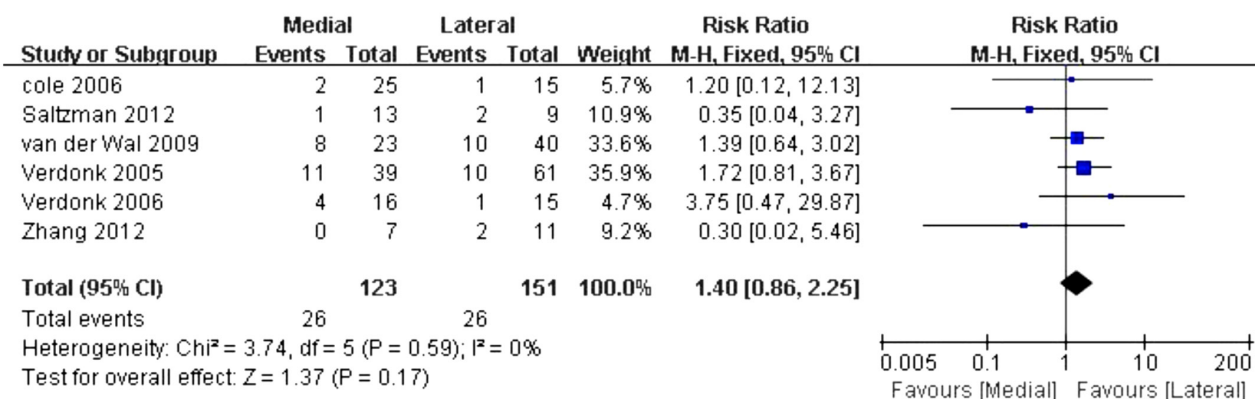 Medial Lateral Risk Ratio Risk Ratio
Study or Subgroup Events Total Events Total Weight M-H, Fixed, 95% CI M-H, Fixed, 95% CI
cole 2006 2 25 1 15 5.7% 1.20 [0.12, 12.13]
Saltzman 2012 1 13 2 9 10.9% 0.35 [0.04, 3.27]
van der Wal 2009 8 23 10 40 33.6% 1.39 [0.64, 3.02]
Verdonk 2005 11 39 10 61 35.9% 1.72 [0.81, 3.67]
Verdonk 2006 4 16 1 15 4.7% 3.75 [0.47, 29.87]
Zhang 2012 0 7 2 11 9.2% 0.30 [0.02, 5.46]
Total (95% CI) 123 151 100.0% 1.40 [0.86, 2.25]
Total events 26 26
Heterogeneity: Chi² = 3.74, df = 5 (P = 0.59); I² = 0%
Test for overall effect: Z = 1.37 (P = 0.17)
0.005 0.1 1 10 200
Favours [Medial] Favours [Lateral]